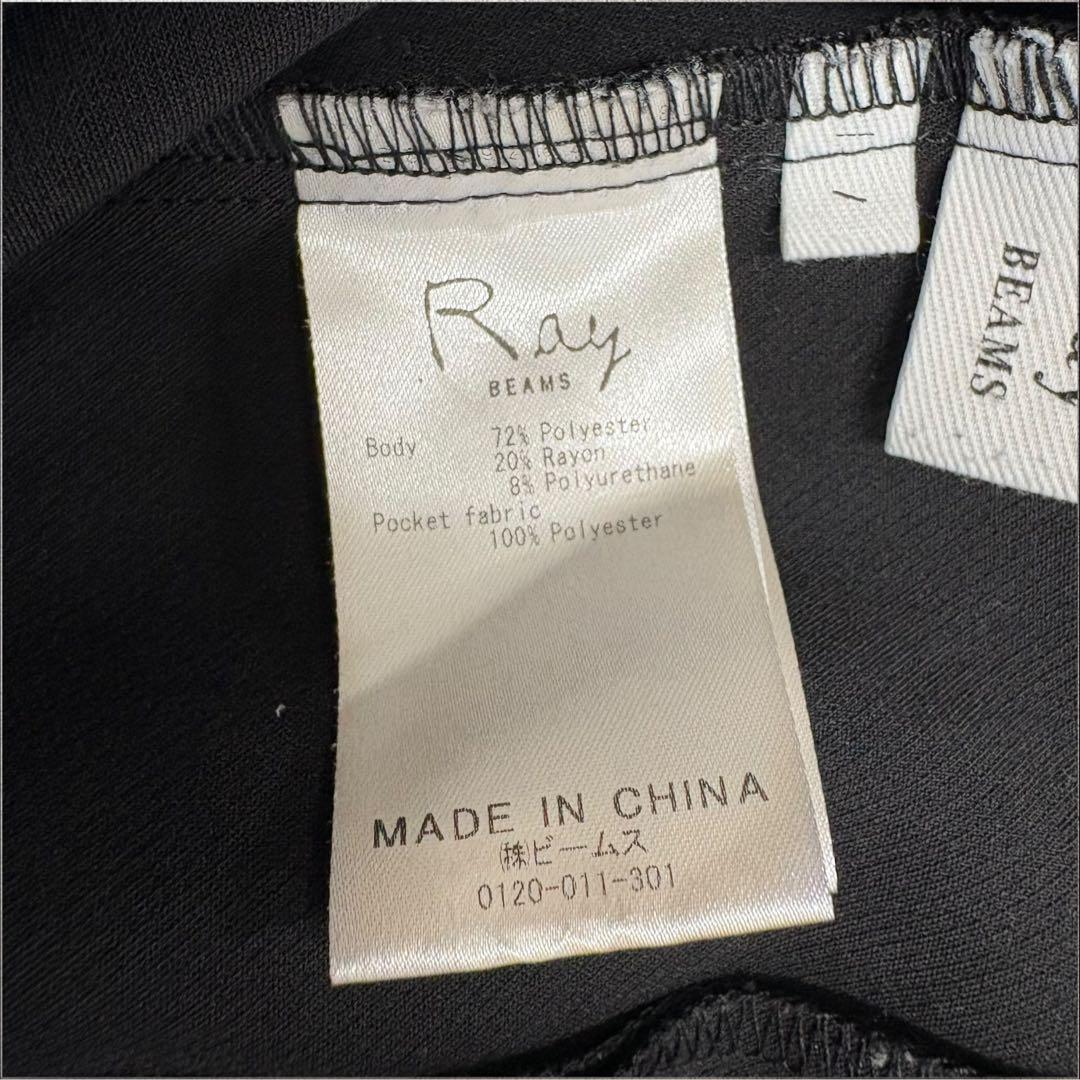 Ray
BEAMS
Body 72% Polyester
20% Rayon
8% Polyurethane
Pocket fabric
100% Polyester
MADE IN CHINA
㈱ビームス
0120-011-301
BEAMS